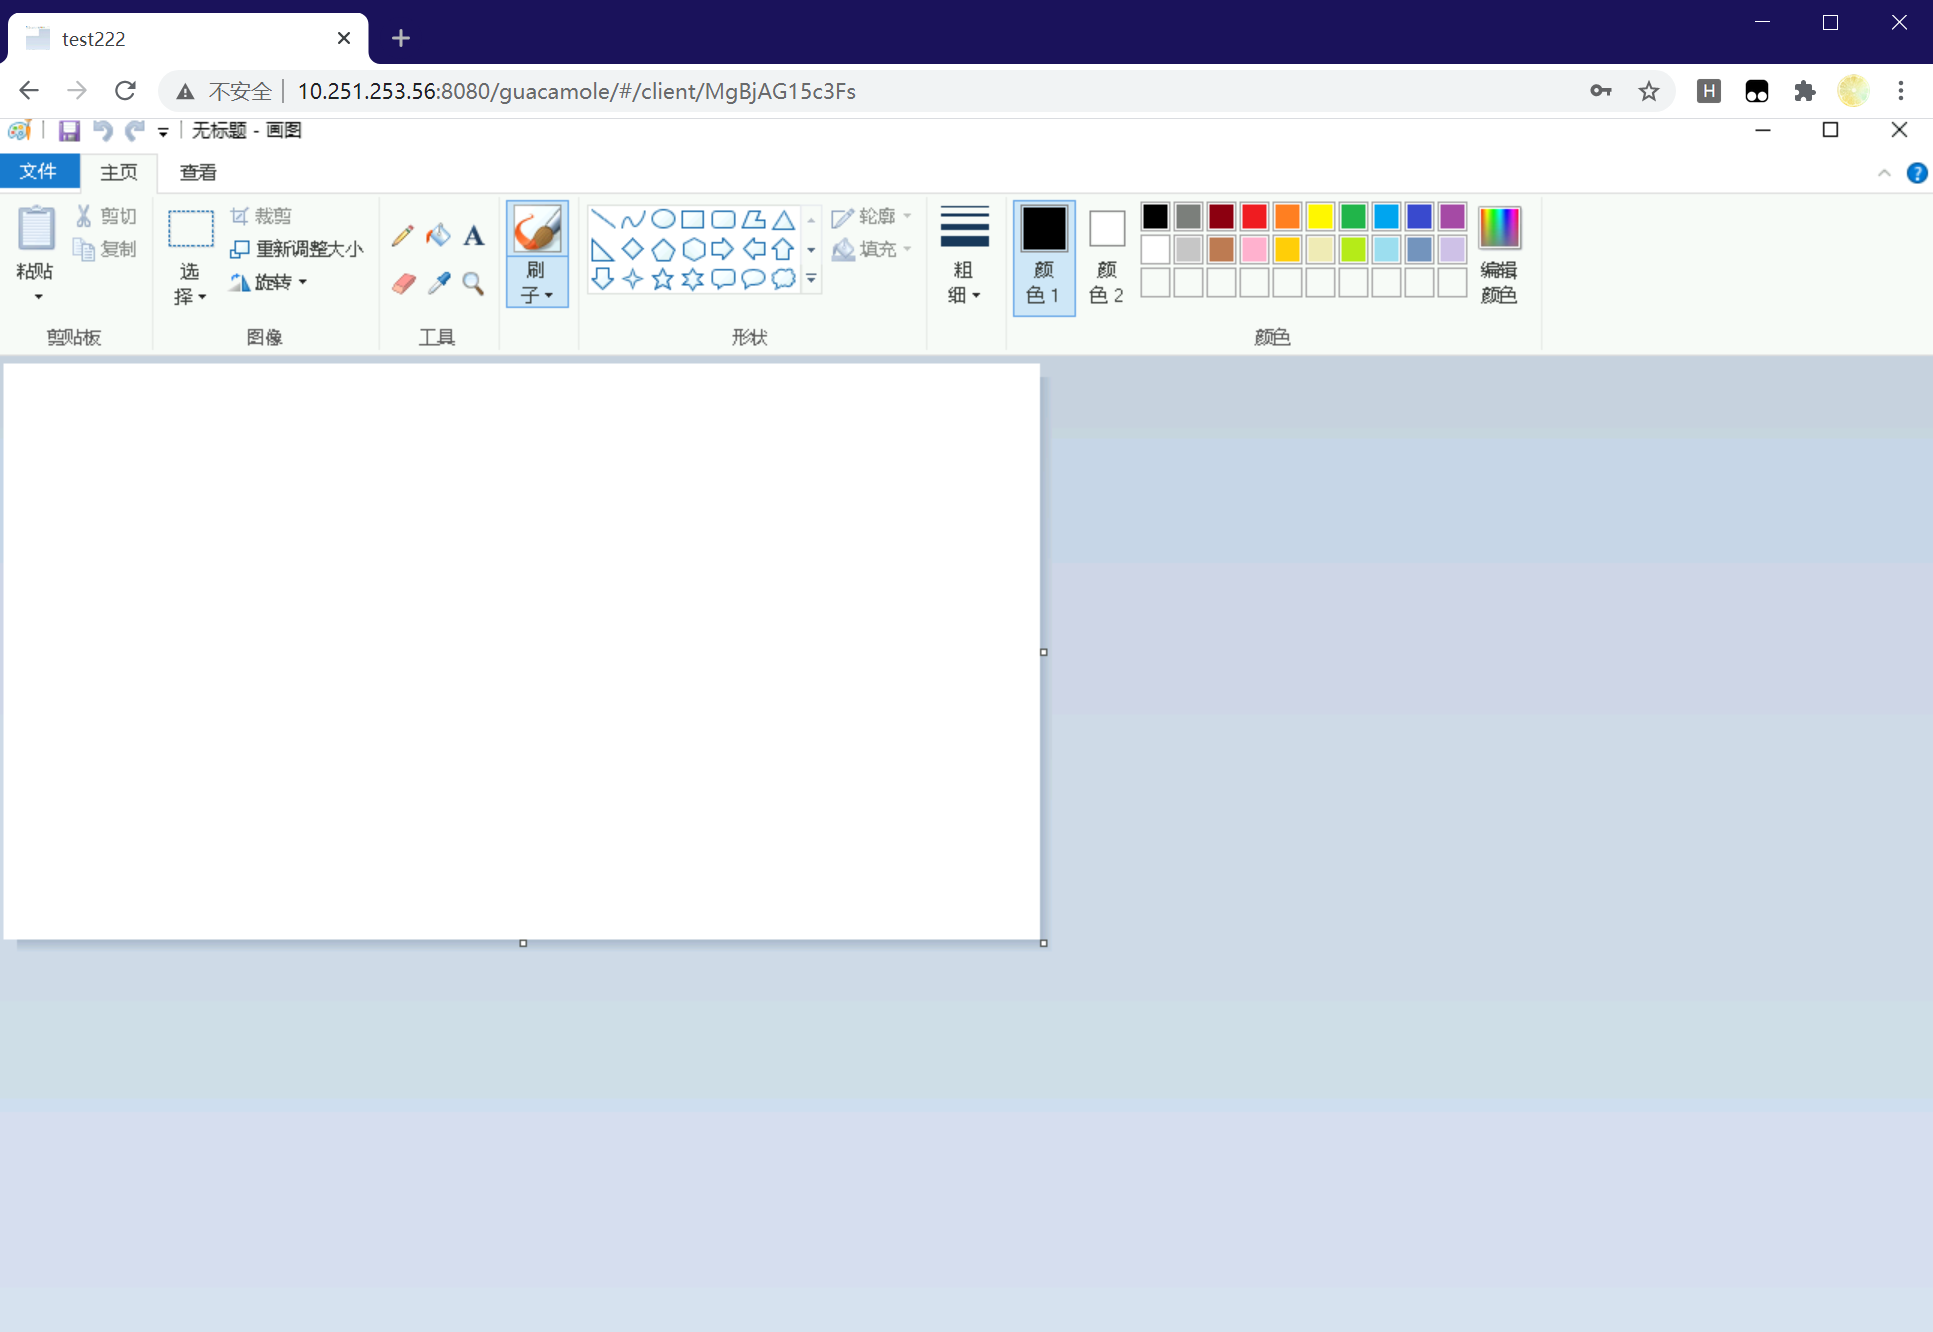 test222
不安全 10.251.253.56:8080/guacamole/#/client/MgBjAG15c3Fs
H
无标题 - 画图
文件 主页 查看
?
粘贴
剪切
复制
剪贴板
选
择
裁剪
重新调整大小
旋转
图像
A
工具
刷
子
轮廓
填充
形状
粗
细
颜
色 1
颜
色 2
编辑
颜色
颜色